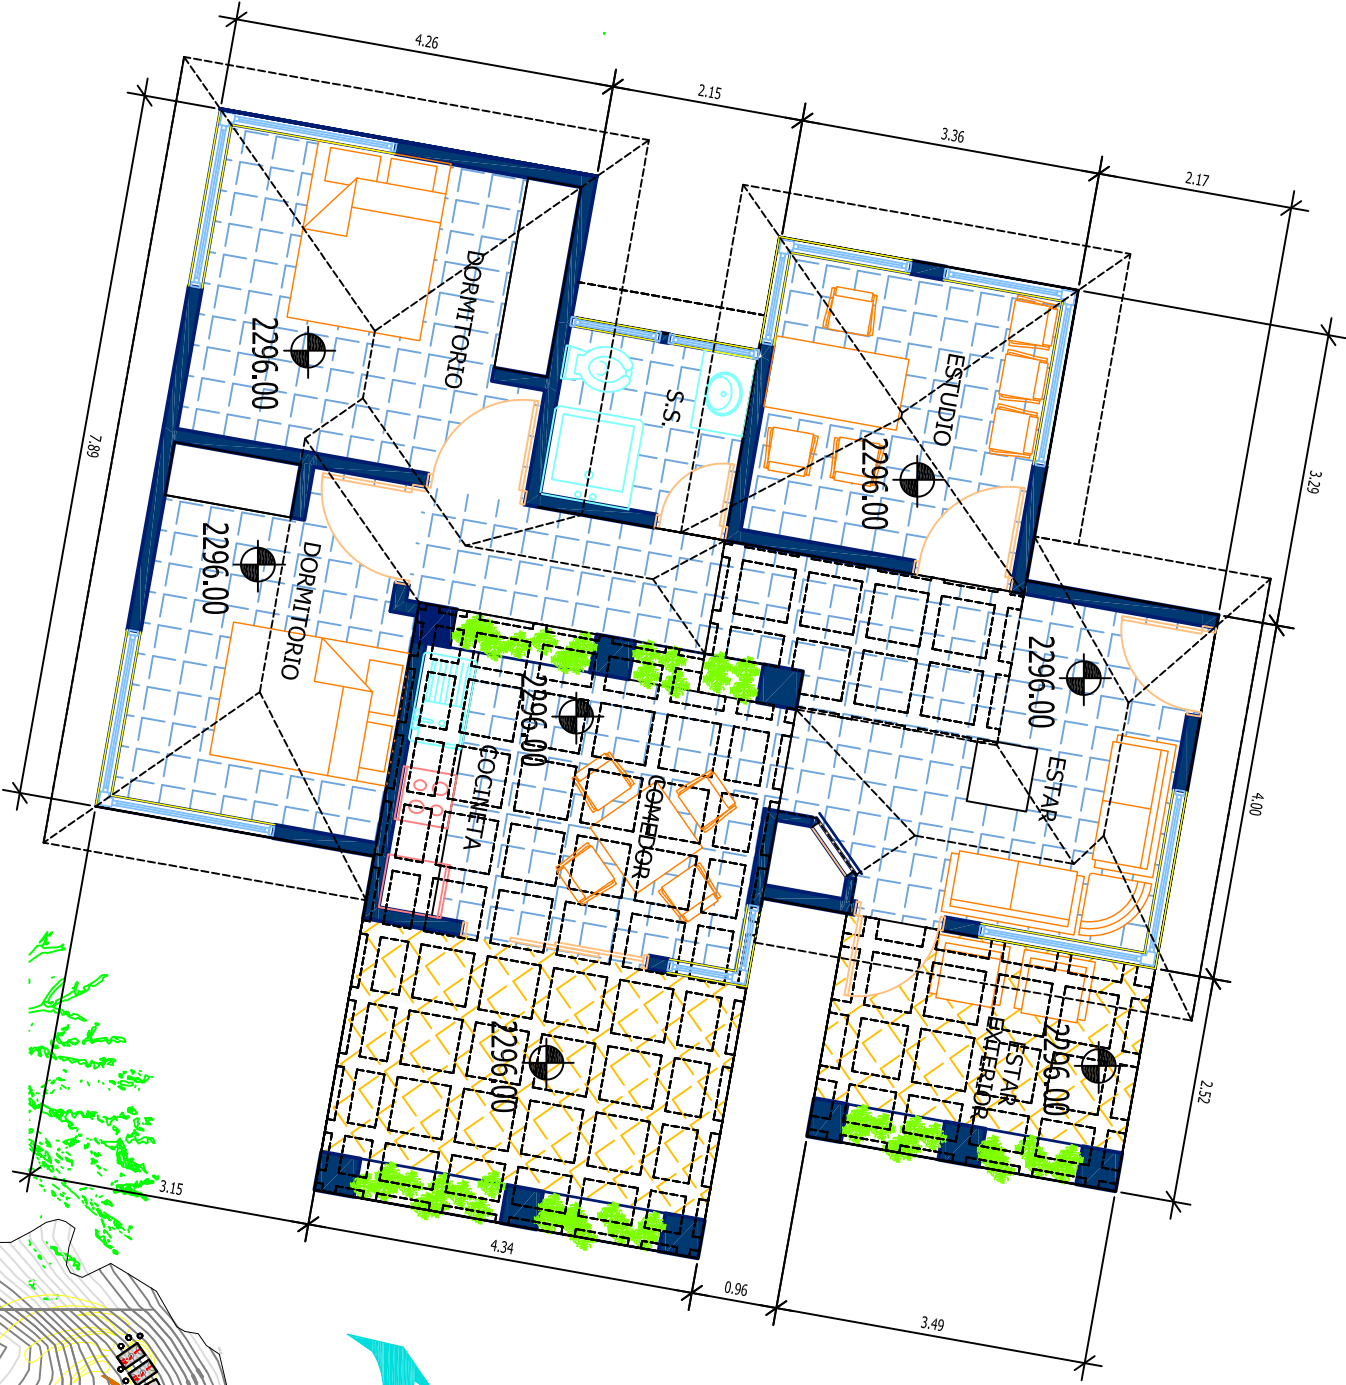 4.26
2.15
3.36
2.17
7.89
3.29
4.00
2.52
3.15
4.34
0.96
3.49
DORMITORIO
2296.00
S.S.
ESTUDIO
2296.00
DORMITORIO
2296.00
2296.00
COCINETA
COMEDOR
2296.00
ESTAR
2296.00
ESTAR
EXTERIOR
2296.00